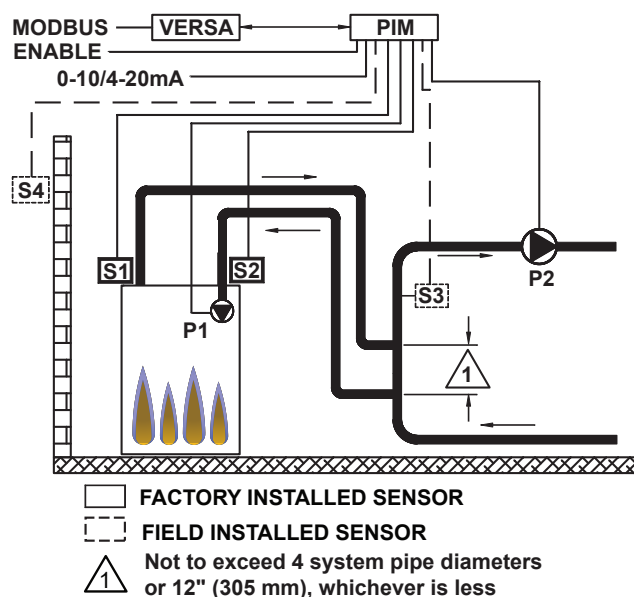 MODBUS VERSA PIM
ENABLE
0-10/4-20mA
S4
S1 S2
P1
S3
P2
1
FACTORY INSTALLED SENSOR
FIELD INSTALLED SENSOR
1 Not to exceed 4 system pipe diameters
or 12" (305 mm), whichever is less